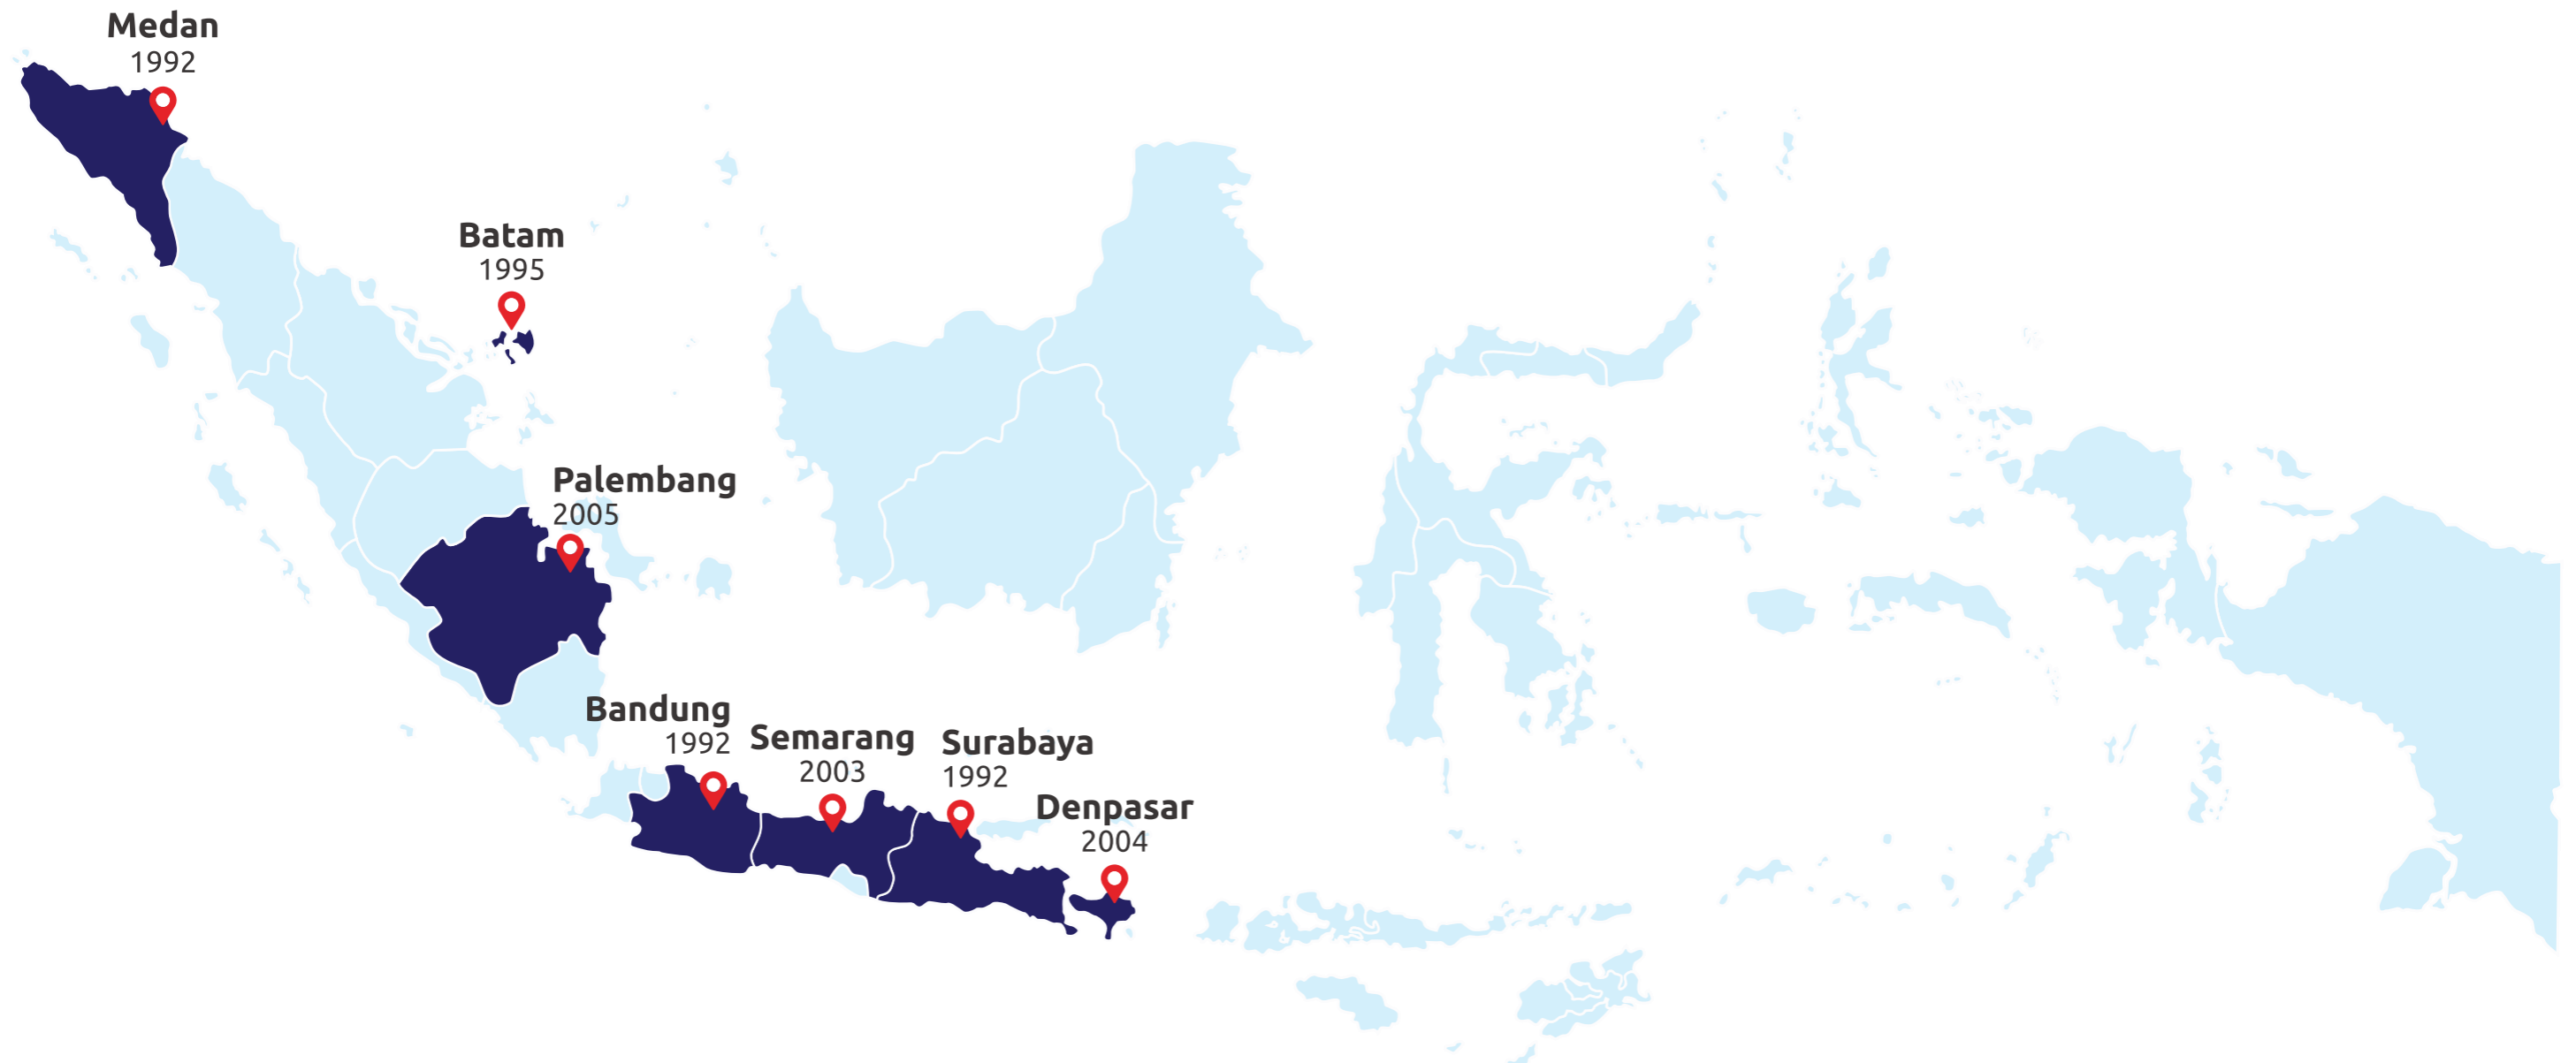 Medan
1992
Batam
1995
Palembang
2005
Bandung
1992
Semarang
2003
Surabaya
1992
Denpasar
2004